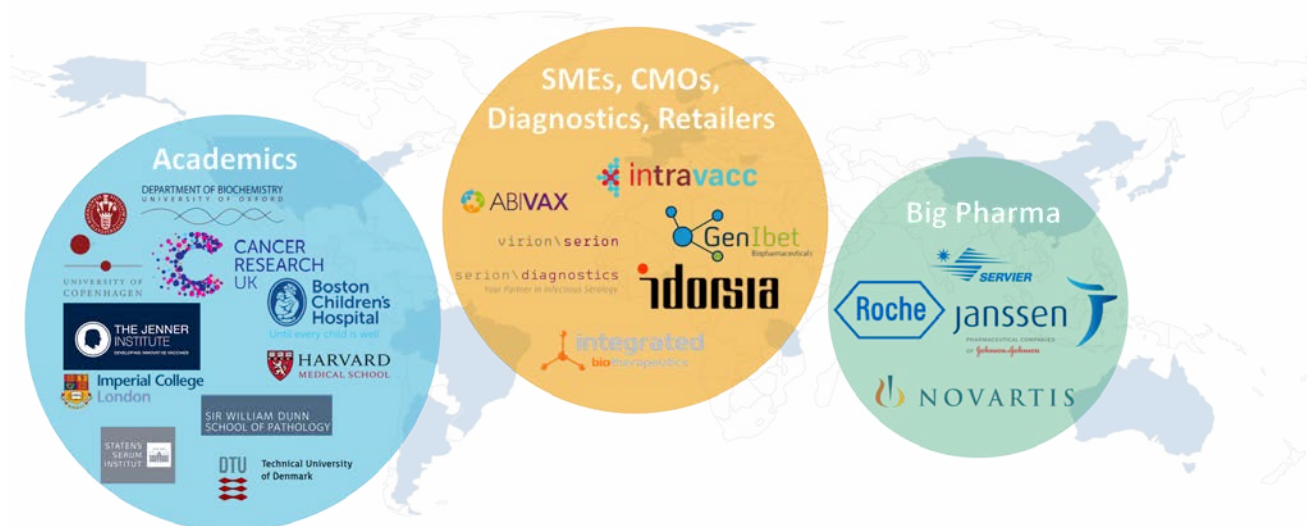 Academics
DEPARTMENT OF BIOCHEMISTRY
UNIVERSITY OF OXFORD
UNIVERSITY OF
COPENHAGEN
CANCER
RESEARCH
UK
Boston
Children's
Hospital
Until every child is well
THE JENNER
INSTITUTE
DEVELOPING INNOVATIVE VACCINES
HARVARD
MEDICAL SCHOOL
Imperial College
London
SIR WILLIAM DUNN
SCHOOL OF PATHOLOGY
STATENS
SERUM
INSTITUT
DTU
Technical University
of Denmark
SMEs, CMOs,
Diagnostics, Retailers
intravacc
ABIVAX
virion\serion
GenIbet
Biopharmaceuticals
serion\diagnostics
Your Partner in Infectious Serology
idorsia
integrated
biotherapeutics
Big Pharma
SERVIER
Roche
janssen
PHARMACEUTICAL COMPANIES
OF Johnson & Johnson
NOVARTIS